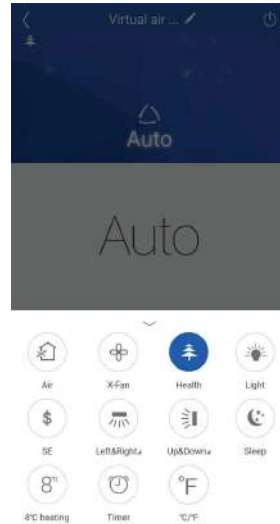 Virtual air ...
Auto
Auto
Air X-Fan Health Light
$
SE Left&Right Up&Down Sleep
8° °F
8°C heating Timer °C/°F